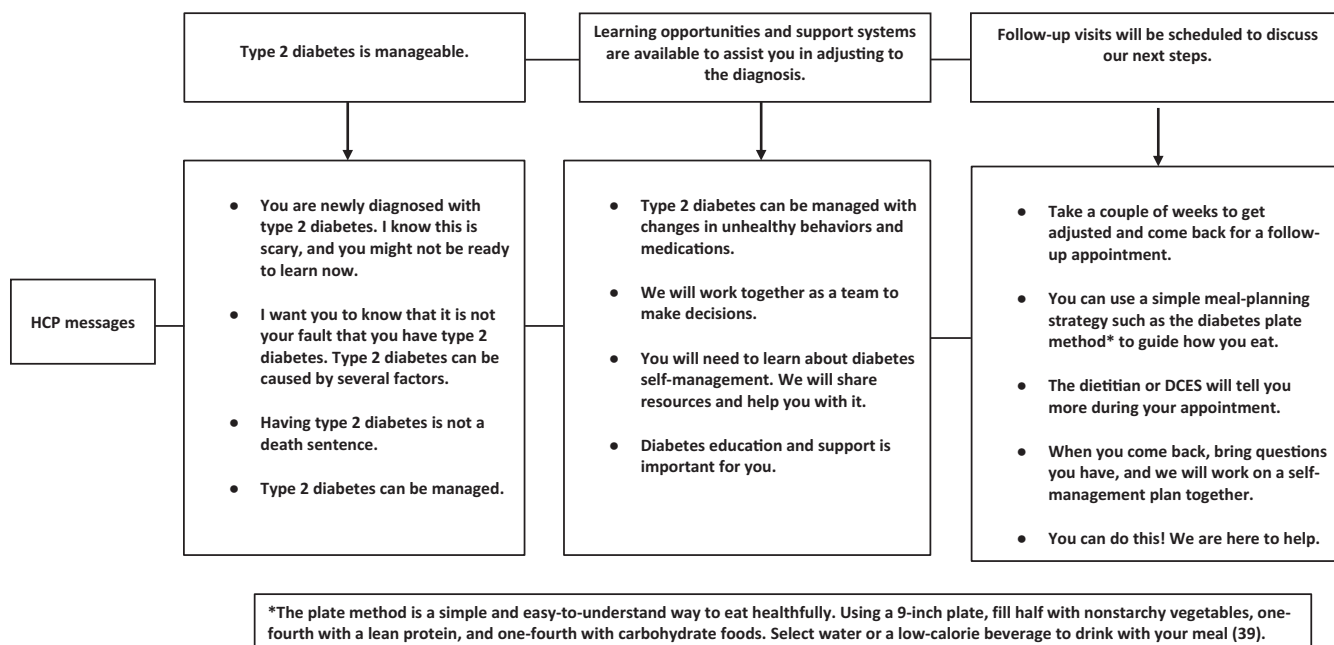 Type 2 diabetes is manageable.
Learning opportunities and support systems
are available to assist you in adjusting to
the diagnosis.
Follow-up visits will be scheduled to discuss
our next steps.
HCP messages
● You are newly diagnosed with
type 2 diabetes. I know this is
scary, and you might not be ready
to learn now.
● I want you to know that it is not
your fault that you have type 2
diabetes. Type 2 diabetes can be
caused by several factors.
● Having type 2 diabetes is not a
death sentence.
● Type 2 diabetes can be managed.
● Type 2 diabetes can be managed with
changes in unhealthy behaviors and
medications.
● We will work together as a team to
make decisions.
● You will need to learn about diabetes
self-management. We will share
resources and help you with it.
● Diabetes education and support is
important for you.
● Take a couple of weeks to get
adjusted and come back for a follow-
up appointment.
● You can use a simple meal-planning
strategy such as the diabetes plate
method* to guide how you eat.
● The dietitian or DCES will tell you
more during your appointment.
● When you come back, bring questions
you have, and we will work on a self-
management plan together.
● You can do this! We are here to help.
*The plate method is a simple and easy-to-understand way to eat healthfully. Using a 9-inch plate, fill half with nonstarchy vegetables, one-
fourth with a lean protein, and one-fourth with carbohydrate foods. Select water or a low-calorie beverage to drink with your meal (39).